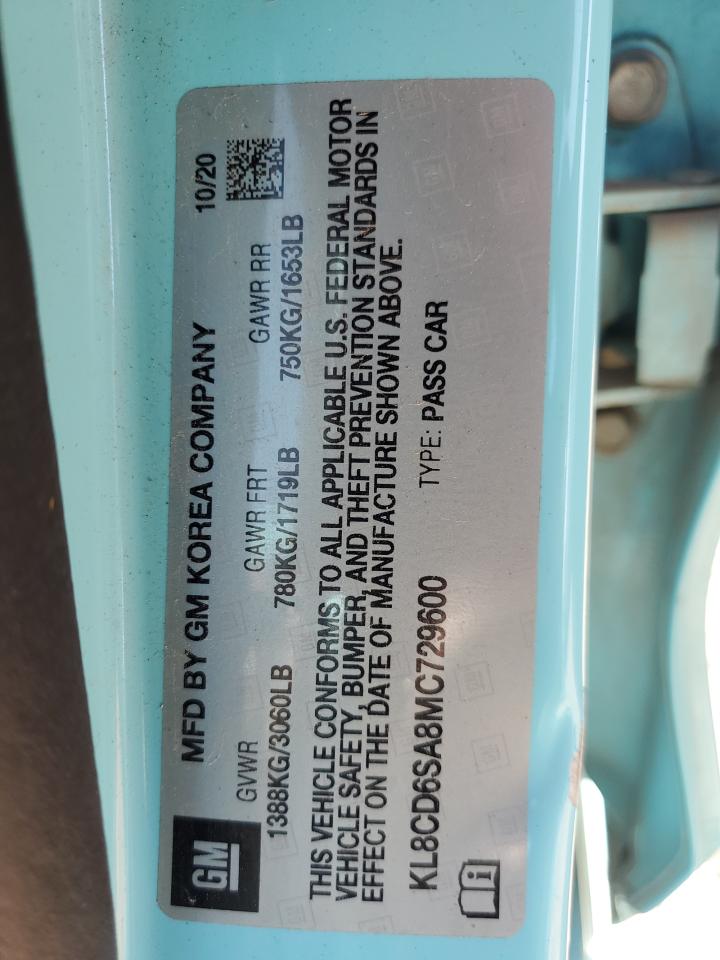 GM
MFD BY GM KOREA COMPANY 10/20
GVWR GAWR FRT GAWR RR
1388KG/3060LB 780KG/1719LB 750KG/1653LB
THIS VEHICLE CONFORMS TO ALL APPLICABLE U.S. FEDERAL MOTOR
VEHICLE SAFETY, BUMPER, AND THEFT PREVENTION STANDARDS IN
EFFECT ON THE DATE OF MANUFACTURE SHOWN ABOVE.
KL8CD6SA8MC729600 TYPE: PASS CAR